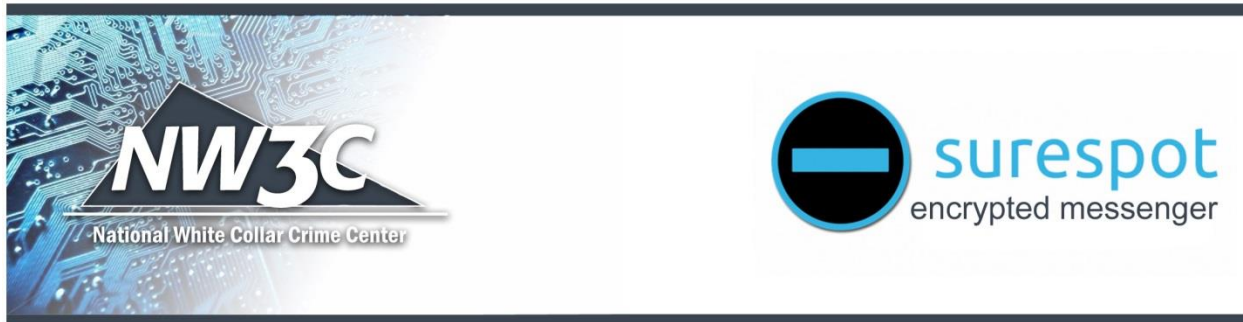 NW3C
National White Collar Crime Center
surespot
encrypted messenger